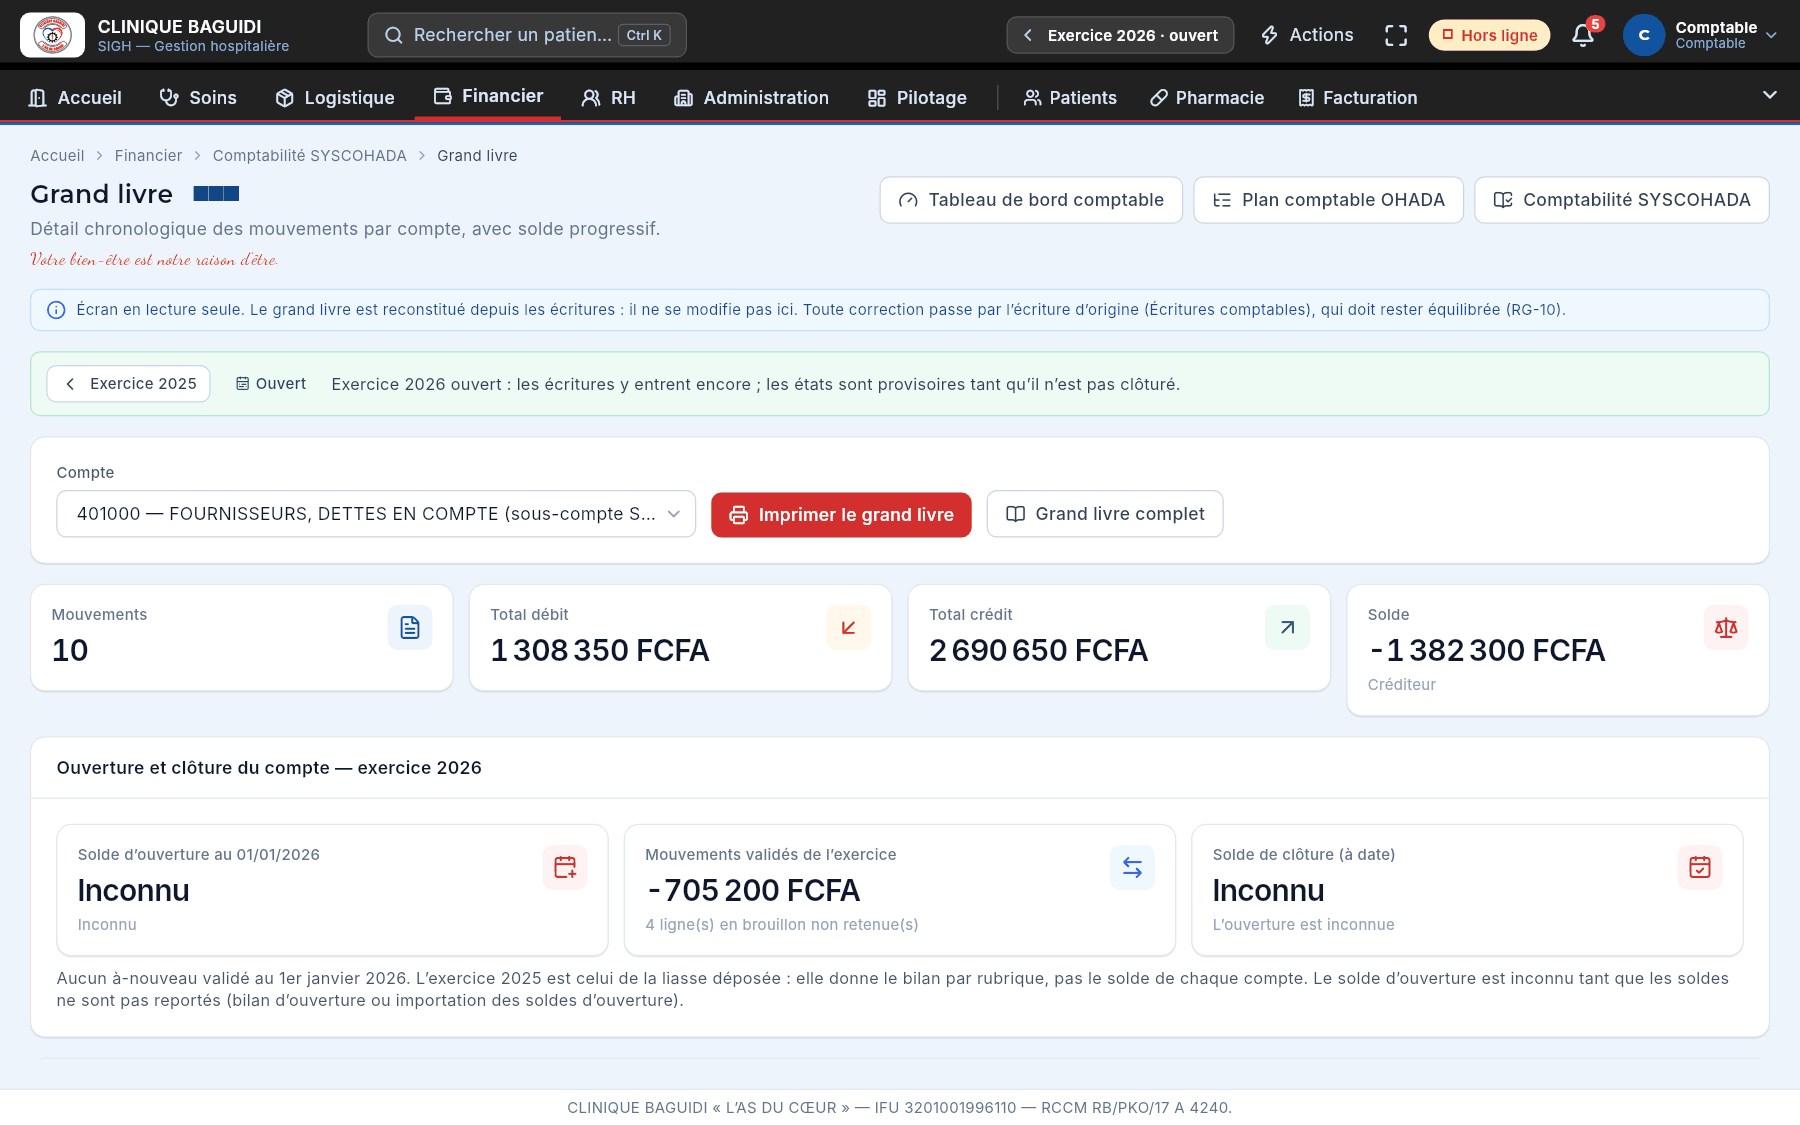 CLINIQUE BAGUIDI
SIGH — Gestion hospitalière
Rechercher un patien...
Ctrl K
Exercice 2026 · ouvert
Actions
Hors ligne
5
C
Comptable
Comptable
Accueil
Soins
Logistique
Financier
RH
Administration
Pilotage
Patients
Pharmacie
Facturation
Accueil > Financier > Comptabilité SYSCOHADA > Grand livre
Grand livre
Tableau de bord comptable
Plan comptable OHADA
Comptabilité SYSCOHADA
Détail chronologique des mouvements par compte, avec solde progressif.
Votre bien-être est notre raison d'être.
Écran en lecture seule. Le grand livre est reconstitué depuis les écritures : il ne se modifie pas ici. Toute correction passe par l’écriture d’origine (Écritures comptables), qui doit rester équilibrée (RG-10).
Exercice 2025
Ouvert
Exercice 2026 ouvert : les écritures y entrent encore ; les états sont provisoires tant qu’il n’est pas clôturé.
Compte
401000 — FOURNISSEURS, DETTES EN COMPTE (sous-compte S...
Imprimer le grand livre
Grand livre complet
Mouvements
10
Total débit
1 308 350 FCFA
Total crédit
2 690 650 FCFA
Solde
-1 382 300 FCFA
Créditeur
Ouverture et clôture du compte — exercice 2026
Solde d’ouverture au 01/01/2026
Inconnu
Inconnu
Mouvements validés de l’exercice
-705 200 FCFA
4 ligne(s) en brouillon non retenue(s)
Solde de clôture (à date)
Inconnu
L’ouverture est inconnue
Aucun à-nouveau validé au 1er janvier 2026. L’exercice 2025 est celui de la liasse déposée : elle donne le bilan par rubrique, pas le solde de chaque compte. Le solde d’ouverture est inconnu tant que les soldes
ne sont pas reportés (bilan d’ouverture ou importation des soldes d’ouverture).
CLINIQUE BAGUIDI « L’AS DU CŒUR » — IFU 3201001996110 — RCCM RB/PKO/17 A 4240.